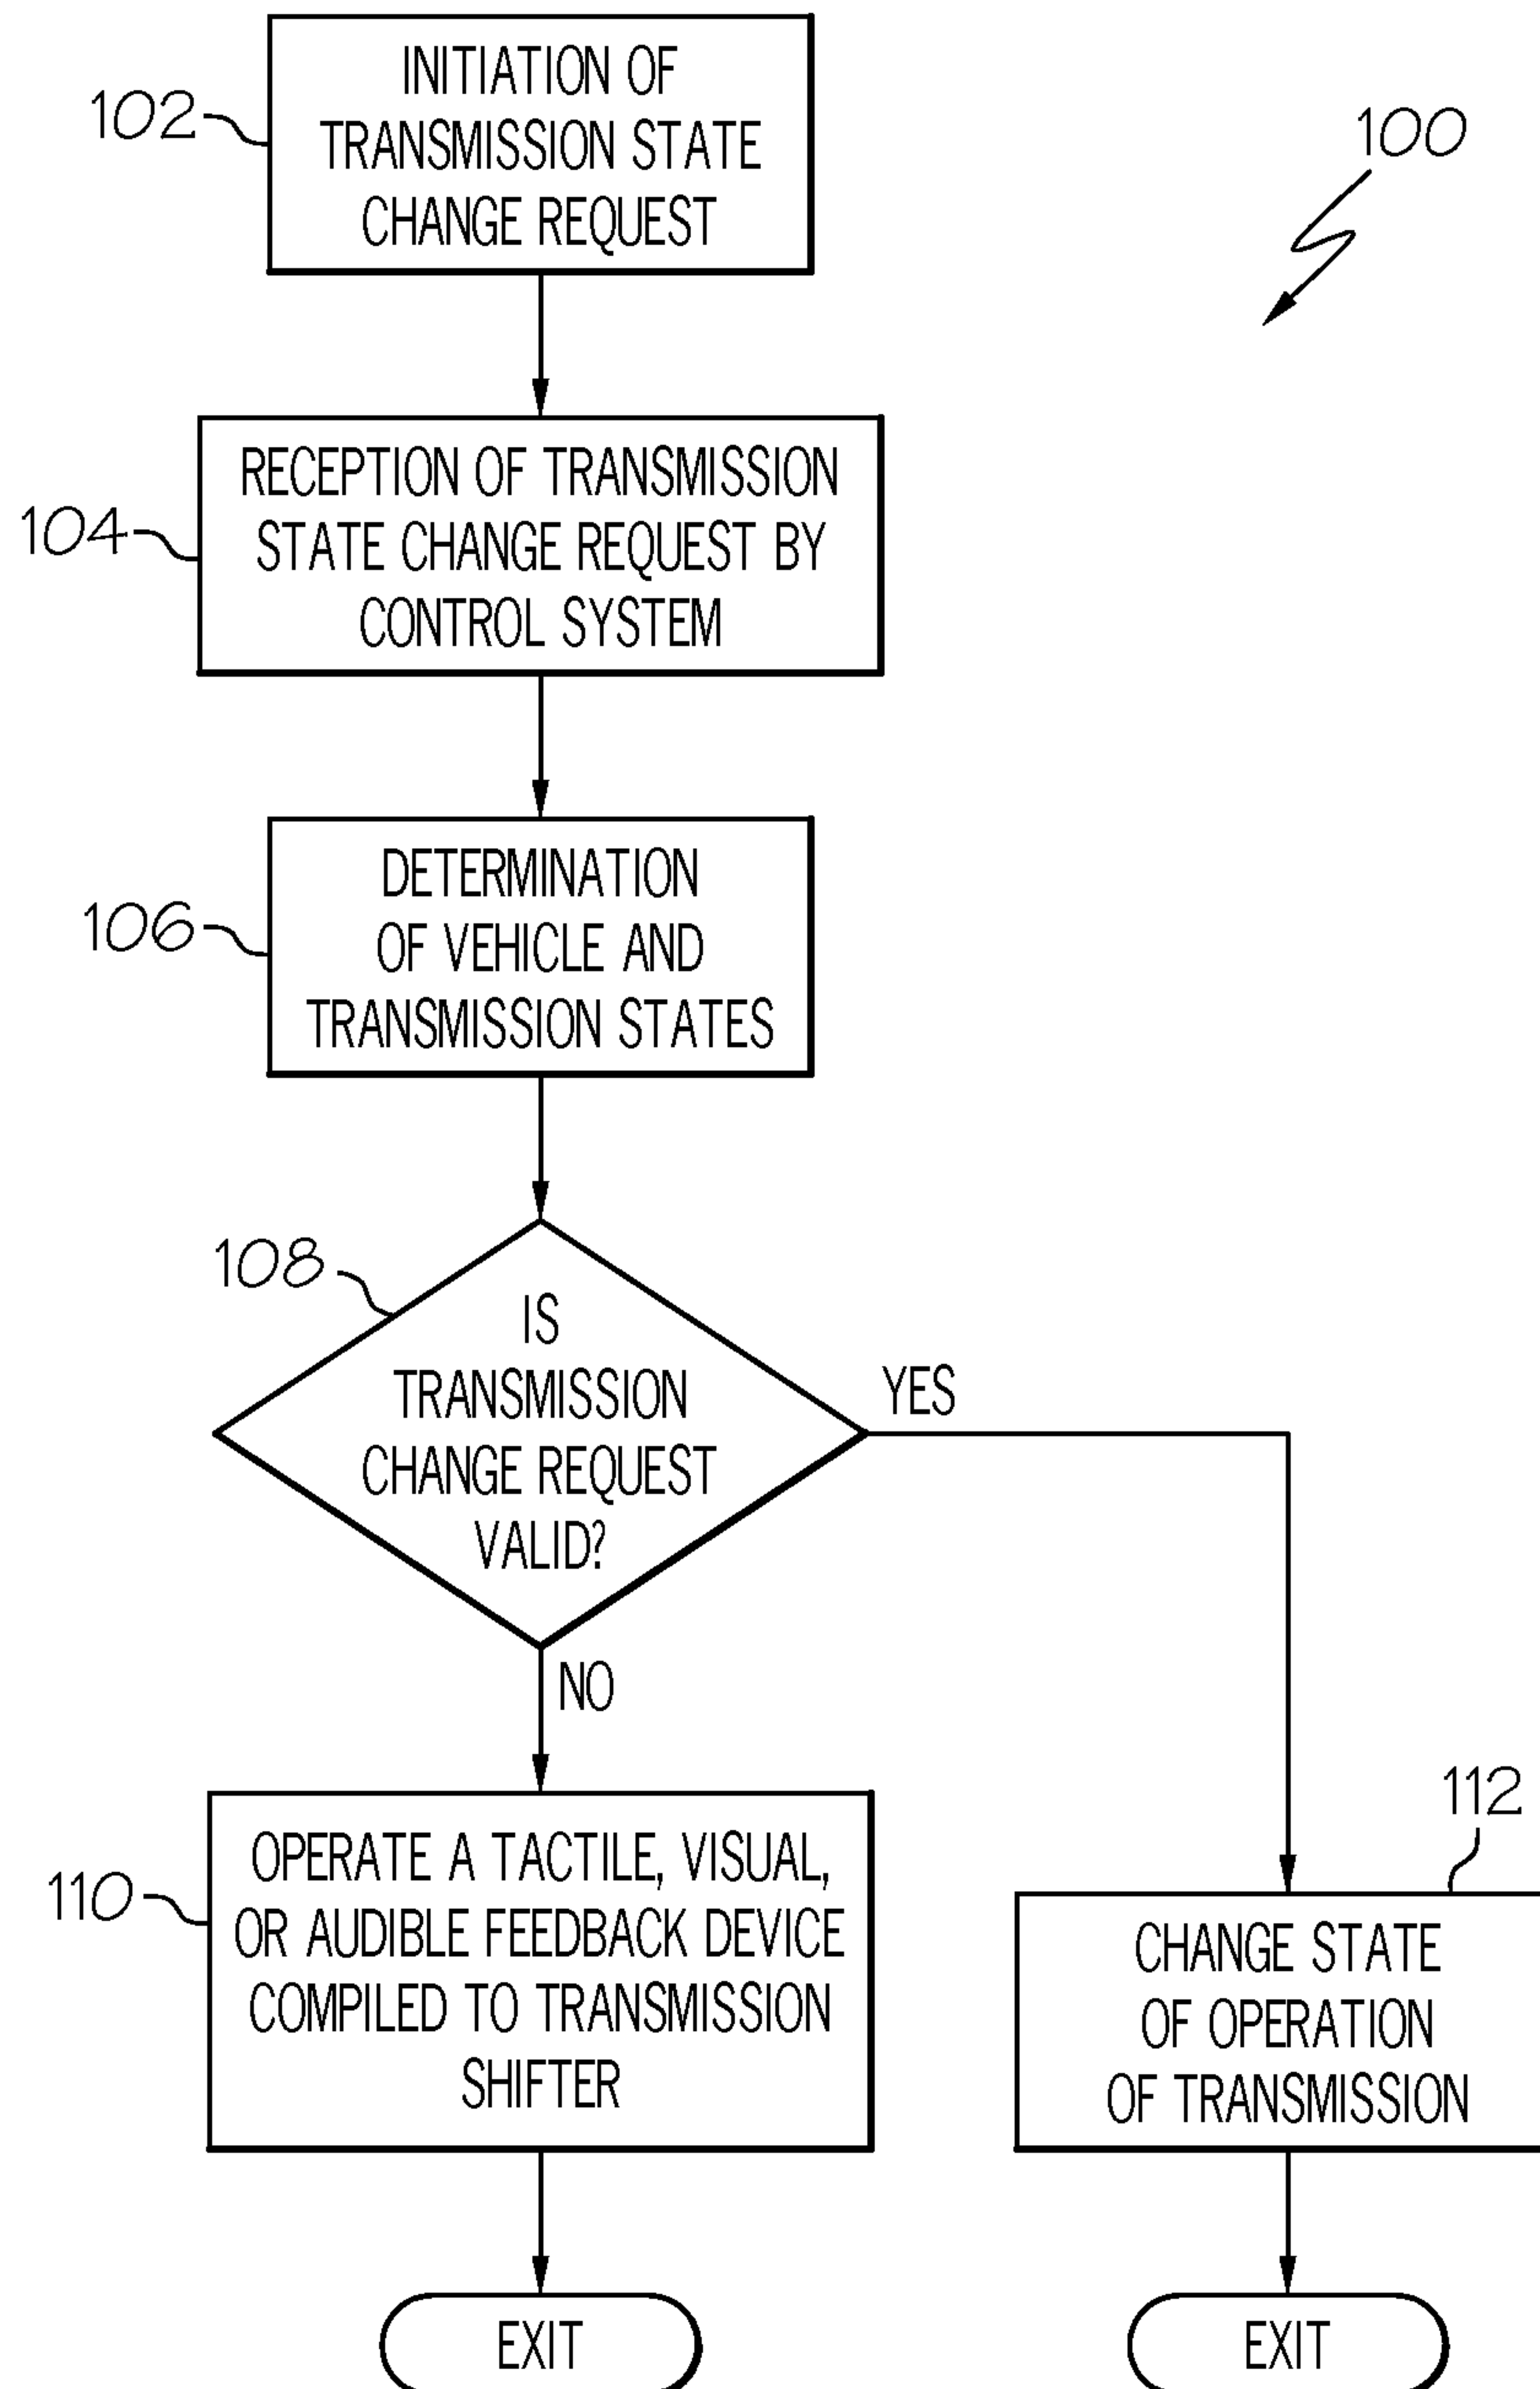 102
INITIATION OF
TRANSMISSION STATE
CHANGE REQUEST
100
104
RECEPTION OF TRANSMISSION
STATE CHANGE REQUEST BY
CONTROL SYSTEM
106
DETERMINATION
OF VEHICLE AND
TRANSMISSION STATES
108
IS
TRANSMISSION
CHANGE REQUEST
VALID?
YES
NO
110
OPERATE A TACTILE, VISUAL,
OR AUDIBLE FEEDBACK DEVICE
COMPILED TO TRANSMISSION
SHIFTER
112
CHANGE STATE
OF OPERATION
OF TRANSMISSION
EXIT
EXIT